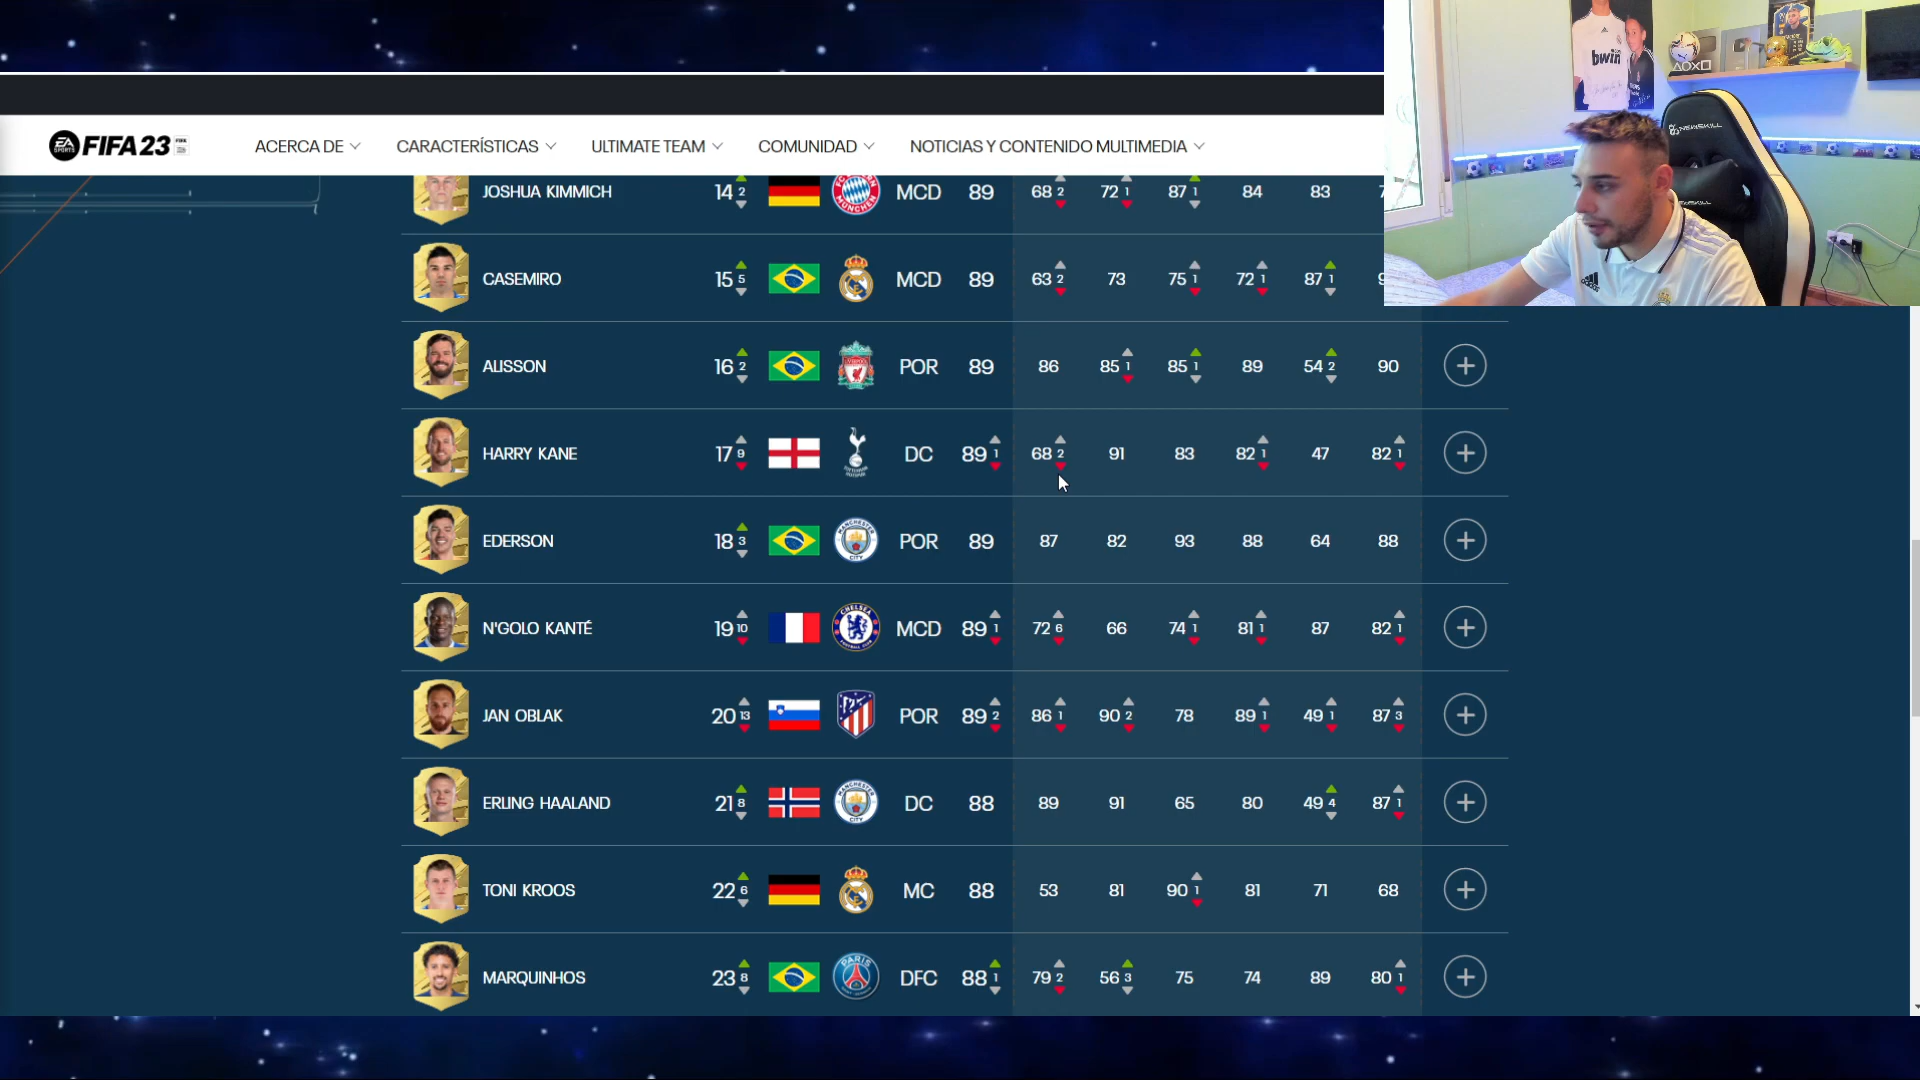 bwin
NEWSKILL
NEWSKILL
EA SPORTS FIFA 23
ACERCA DE CARACTERÍSTICAS ULTIMATE TEAM COMUNIDAD NOTICIAS Y CONTENIDO MULTIMEDIA
JOSHUA KIMMICH 14 2 MCD 89 68 2 72 1 87 1 84 83
CASEMIRO 15 5 MCD 89 63 2 73 75 1 72 1 87 1
ALISSON 16 2 POR 89 86 85 1 85 1 89 54 2 90
HARRY KANE 17 9 DC 89 1 68 2 91 83 82 1 47 82 1
EDERSON 18 3 POR 89 87 82 93 88 64 88
N'GOLO KANTÉ 19 10 MCD 89 1 72 6 66 74 1 81 1 87 82 1
JAN OBLAK 20 13 POR 89 2 86 1 90 2 78 89 1 49 1 87 3
ERLING HAALAND 21 8 DC 88 89 91 65 80 49 4 87 1
TONI KROOS 22 6 MC 88 53 81 90 1 81 71 68
MARQUINHOS 23 8 DFC 88 1 79 2 56 3 75 74 89 80 1